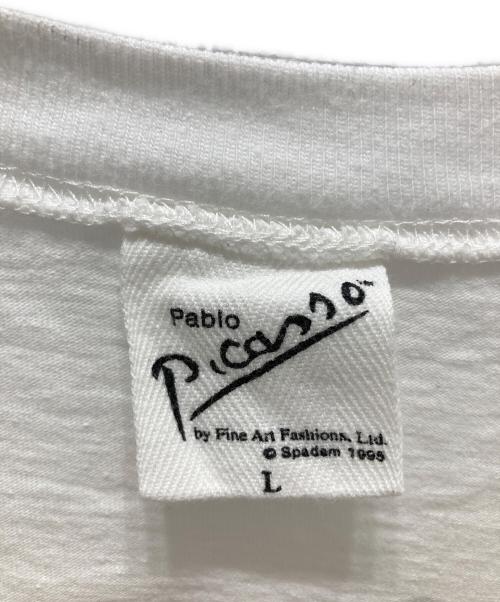 Pablo
Picasso™
by Fine Art Fashions, Ltd.
© Spadem 1995
L